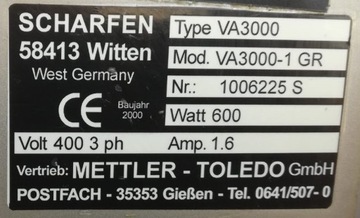 SCHARFEN
58413 Witten
West Germany
CE
Baujahr
2000
Type VA3000
Mod. VA3000-1 GR
Nr.: 1006225 S
Watt 600
Volt 400 3 ph
Amp. 1.6
Vertrieb: METTLER - TOLEDO GmbH
POSTFACH - 35353 Gießen - Tel. 0641/507- 0